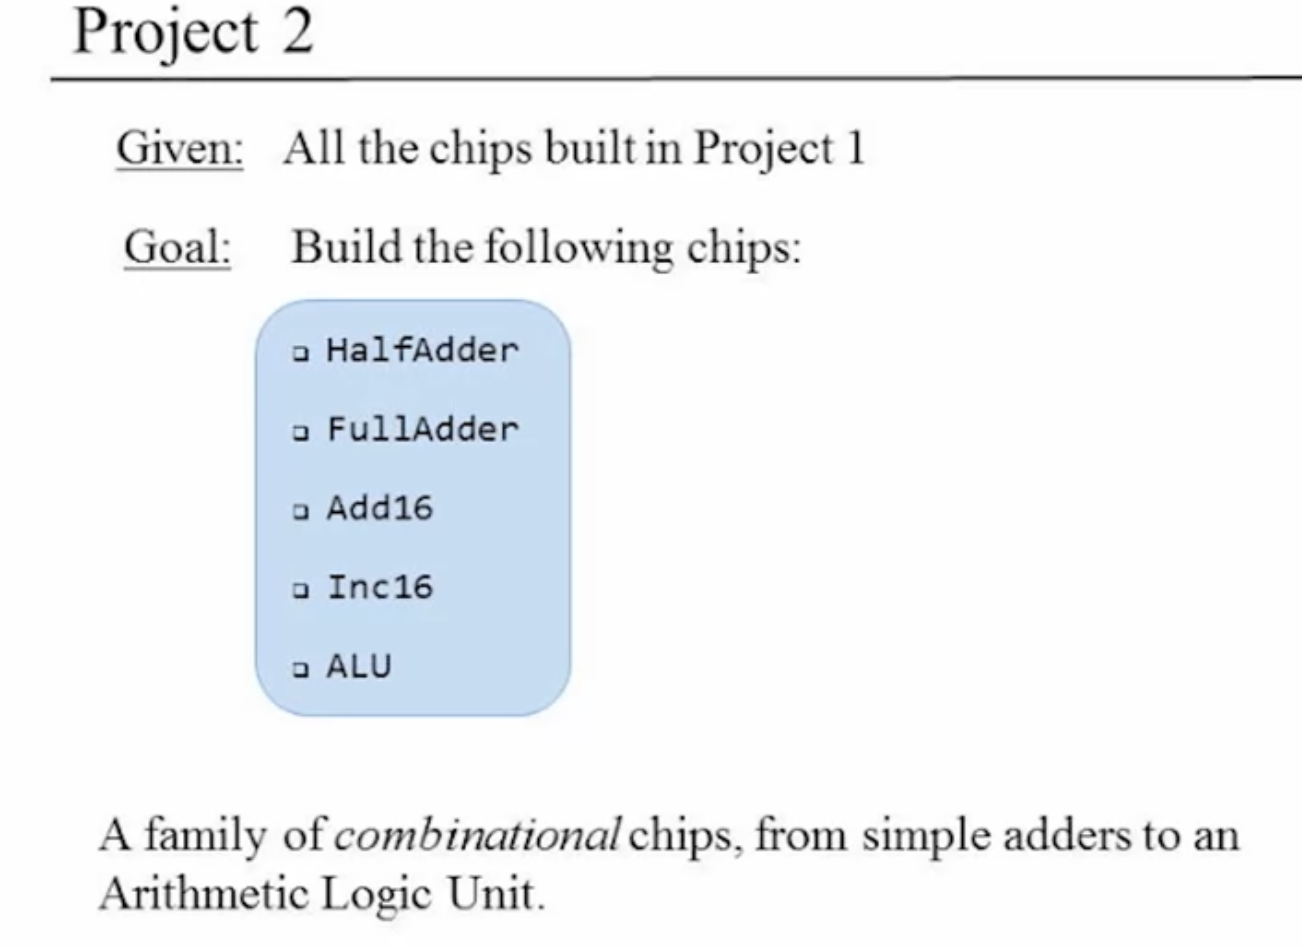 Project 2
Given: All the chips built in Project 1
Goal: Build the following chips:
HalfAdder
FullAdder
Add16
Inc16
ALU
A family of combinational chips, from simple adders to an
Arithmetic Logic Unit.